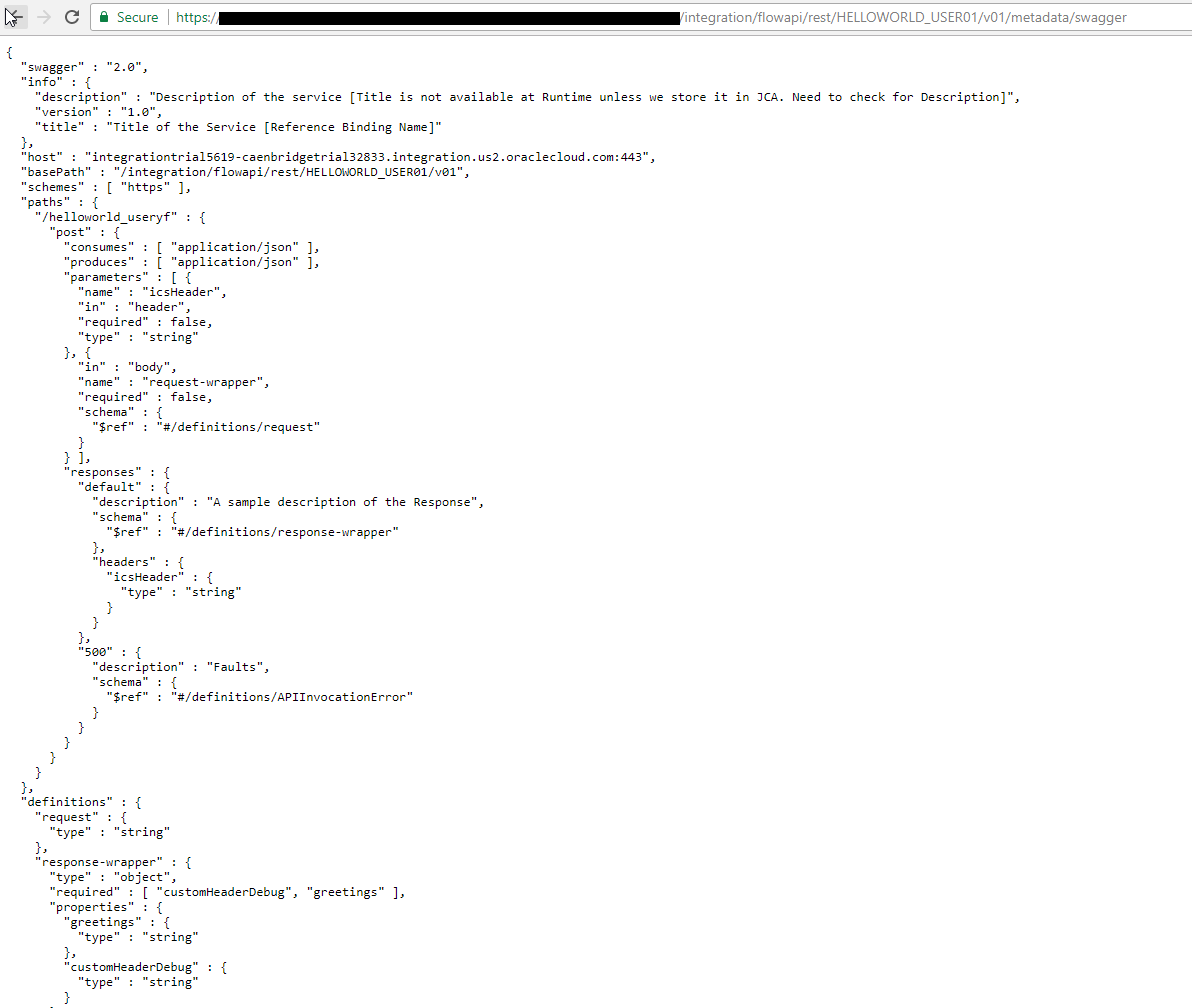 Secure | https:/ /integration/flowapi/rest/HELLOWORLD_USER01/v01/metadata/swagger
{
  "swagger" : "2.0",
  "info" : {
    "description" : "Description of the service [Title is not available at Runtime unless we store it in JCA. Need to check for Description]",
    "version" : "1.0",
    "title" : "Title of the Service [Reference Binding Name]"
  },
  "host" : "integrationtrial5619-caenbridgetrial32833.integration.us2.oraclecloud.com:443",
  "basePath" : "/integration/flowapi/rest/HELLOWORLD_USER01/v01",
  "schemes" : [ "https" ],
  "paths" : {
    "/helloworld_useryf" : {
      "post" : {
        "consumes" : [ "application/json" ],
        "produces" : [ "application/json" ],
        "parameters" : [ {
          "name" : "icsHeader",
          "in" : "header",
          "required" : false,
          "type" : "string"
        }, {
          "in" : "body",
          "name" : "request-wrapper",
          "required" : false,
          "schema" : {
            "$ref" : "#/definitions/request"
          }
        } ],
        "responses" : {
          "default" : {
            "description" : "A sample description of the Response",
            "schema" : {
              "$ref" : "#/definitions/response-wrapper"
            },
            "headers" : {
              "icsHeader" : {
                "type" : "string"
              }
            }
          },
          "500" : {
            "description" : "Faults",
            "schema" : {
              "$ref" : "#/definitions/APIInvocationError"
            }
          }
        }
      }
    }
  },
  "definitions" : {
    "request" : {
      "type" : "string"
    },
    "response-wrapper" : {
      "type" : "object",
      "required" : [ "customHeaderDebug", "greetings" ],
      "properties" : {
        "greetings" : {
          "type" : "string"
        },
        "customHeaderDebug" : {
          "type" : "string"
        }